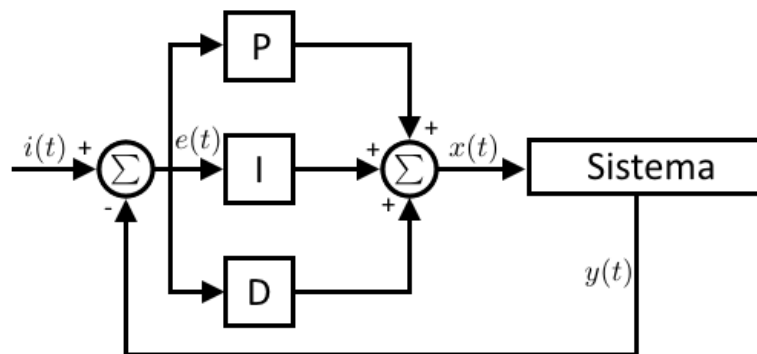 P
+
i(t) + e(t) I + x(t) Sistema
Σ Σ
- +
D y(t)